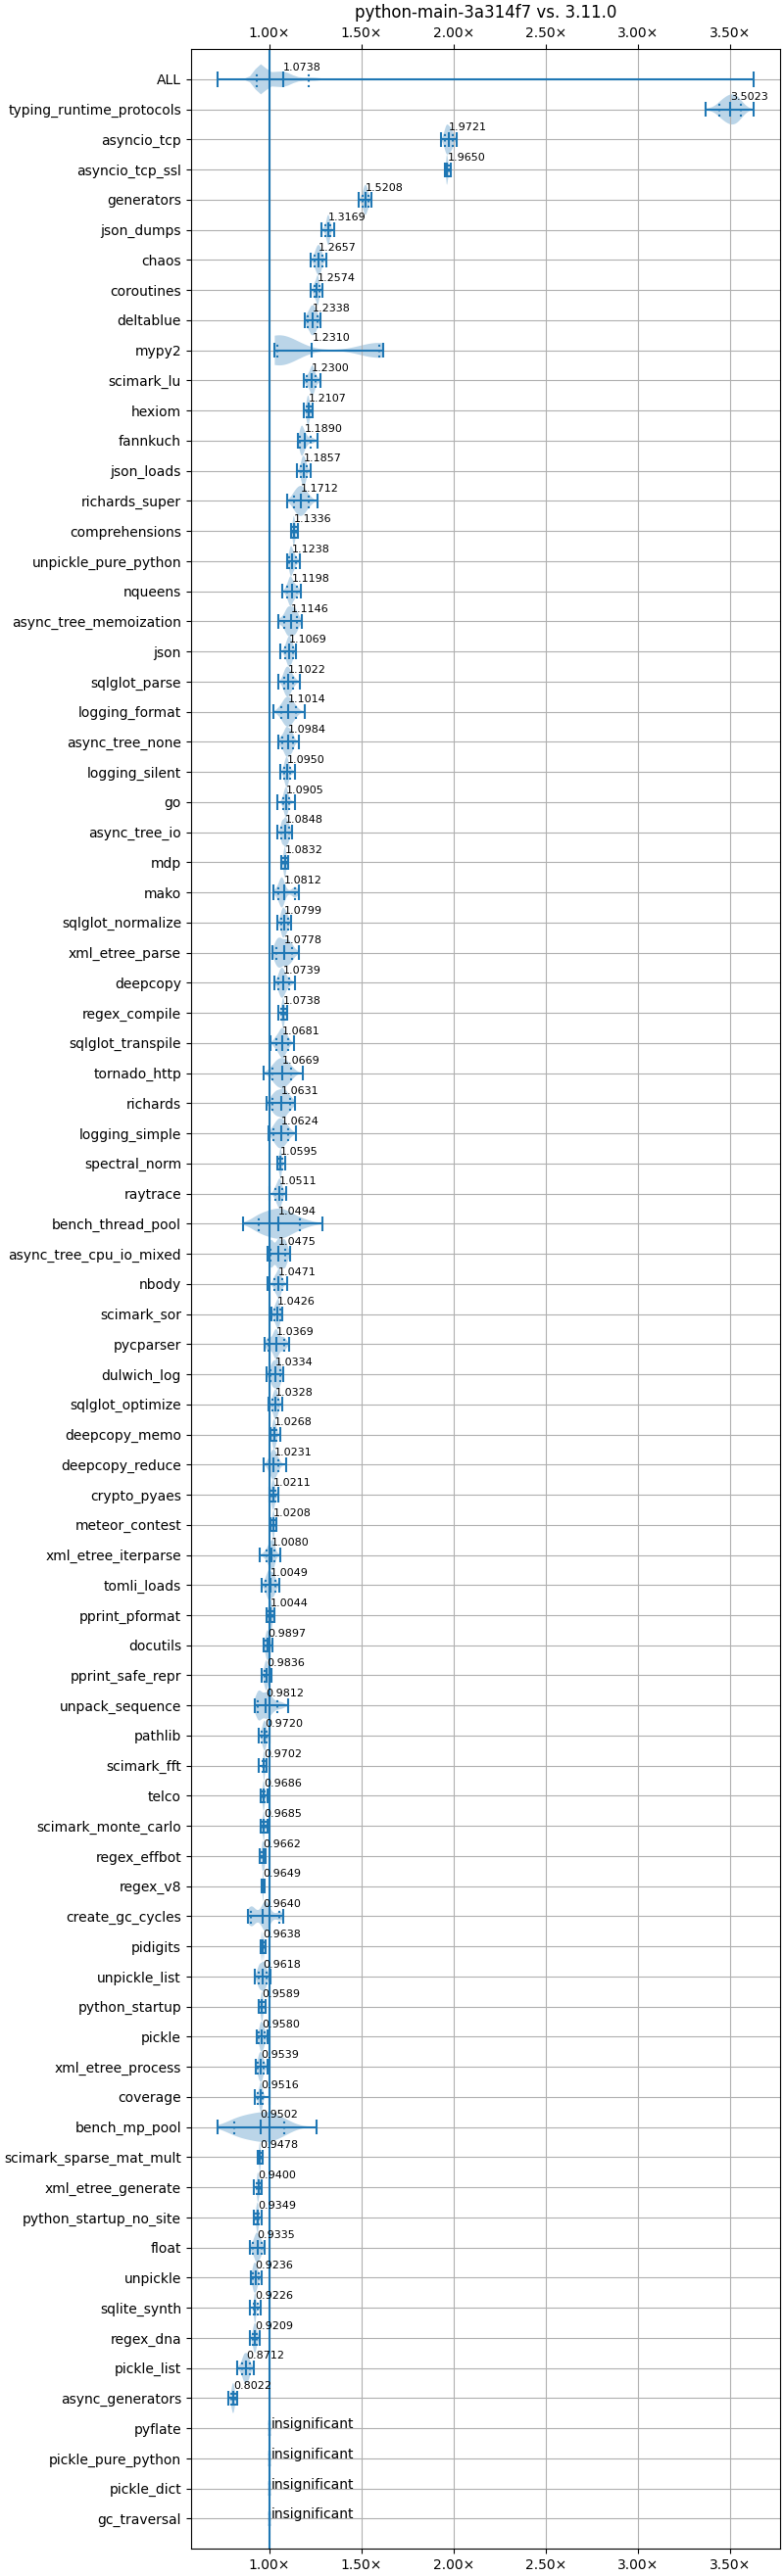 python-main-3a314f7 vs. 3.11.0
1.00× 1.50× 2.00× 2.50× 3.00× 3.50×
ALL 1.0738
typing_runtime_protocols 3.5023
asyncio_tcp 1.9721
asyncio_tcp_ssl 1.9650
generators 1.5208
json_dumps 1.3169
chaos 1.2657
coroutines 1.2574
deltablue 1.2338
mypy2 1.2310
scimark_lu 1.2300
hexiom 1.2107
fannkuch 1.1890
json_loads 1.1857
richards_super 1.1712
comprehensions 1.1336
unpickle_pure_python 1.1238
nqueens 1.1198
async_tree_memoization 1.1146
json 1.1069
sqlglot_parse 1.1022
logging_format 1.1014
async_tree_none 1.0984
logging_silent 1.0950
go 1.0905
async_tree_io 1.0848
mdp 1.0832
mako 1.0812
sqlglot_normalize 1.0799
xml_etree_parse 1.0778
deepcopy 1.0739
regex_compile 1.0738
sqlglot_transpile 1.0681
tornado_http 1.0669
richards 1.0631
logging_simple 1.0624
spectral_norm 1.0595
raytrace 1.0511
bench_thread_pool 1.0494
async_tree_cpu_io_mixed 1.0475
nbody 1.0471
scimark_sor 1.0426
pycparser 1.0369
dulwich_log 1.0334
sqlglot_optimize 1.0328
deepcopy_memo 1.0268
deepcopy_reduce 1.0231
crypto_pyaes 1.0211
meteor_contest 1.0208
xml_etree_iterparse 1.0080
tomli_loads 1.0049
pprint_pformat 1.0044
docutils 0.9897
pprint_safe_repr 0.9836
unpack_sequence 0.9812
pathlib 0.9720
scimark_fft 0.9702
telco 0.9686
scimark_monte_carlo 0.9685
regex_effbot 0.9662
regex_v8 0.9649
create_gc_cycles 0.9640
pidigits 0.9638
unpickle_list 0.9618
python_startup 0.9589
pickle 0.9580
xml_etree_process 0.9539
coverage 0.9516
bench_mp_pool 0.9502
scimark_sparse_mat_mult 0.9478
xml_etree_generate 0.9400
python_startup_no_site 0.9349
float 0.9335
unpickle 0.9236
sqlite_synth 0.9226
regex_dna 0.9209
pickle_list 0.8712
async_generators 0.8022
pyflate insignificant
pickle_pure_python insignificant
pickle_dict insignificant
gc_traversal insignificant
1.00× 1.50× 2.00× 2.50× 3.00× 3.50×